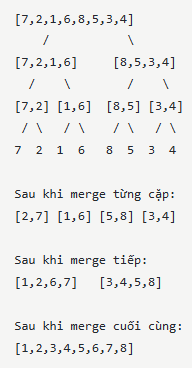 [7,2,1,6,8,5,3,4]
/ \
[7,2,1,6] [8,5,3,4]
/ \ / \
[7,2] [1,6] [8,5] [3,4]
/ \ / \ / \ / \
7 2 1 6 8 5 3 4
Sau khi merge từng cặp:
[2,7] [1,6] [5,8] [3,4]
Sau khi merge tiếp:
[1,2,6,7] [3,4,5,8]
Sau khi merge cuối cùng:
[1,2,3,4,5,6,7,8]